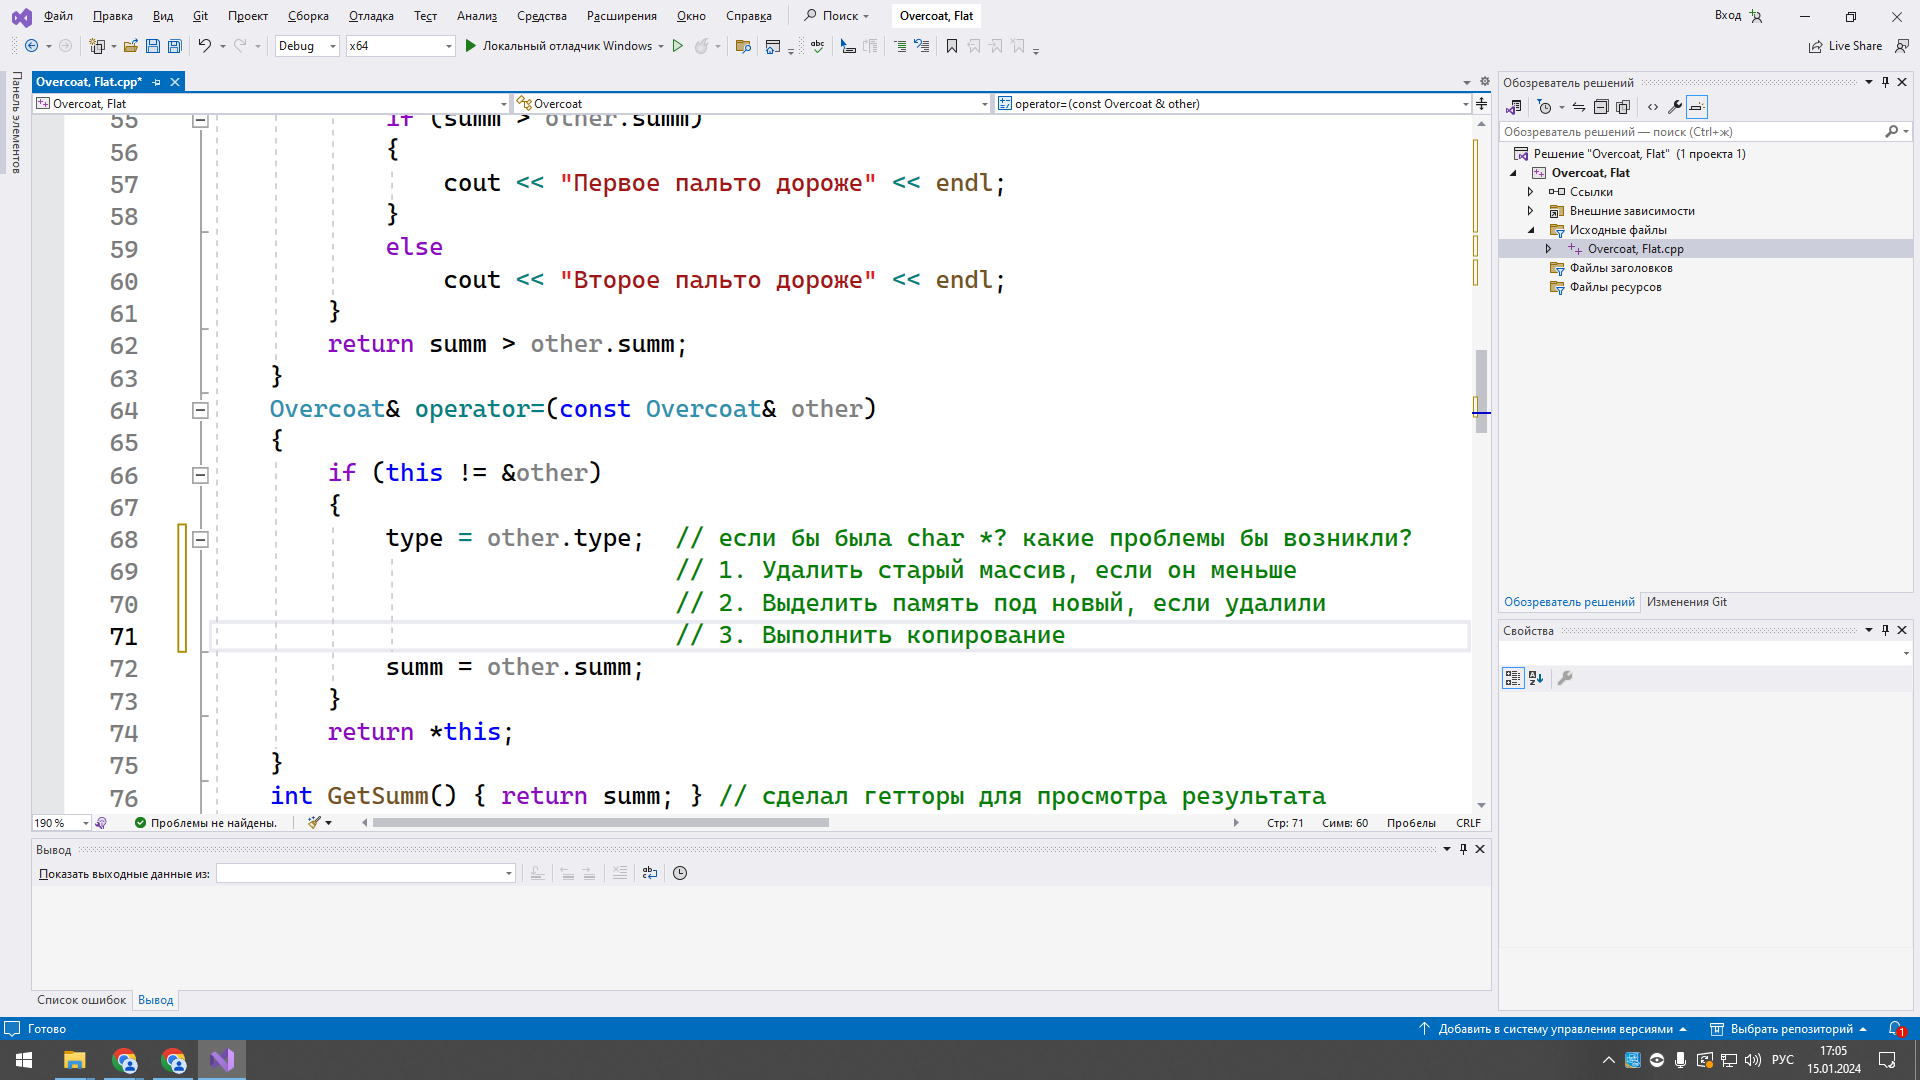 Файл Правка Вид Git Проект Сборка Отладка Тест Анализ Средства Расширения Окно Справка Поиск Overcoat, Flat Вход
Debug x64 Локальный отладчик Windows Live Share
Панель элементов
Overcoat, Flat.cpp*
Overcoat, Flat Overcoat operator=(const Overcoat & other)
55 if (summ > other.summ)
56 {
57 cout << "Первое пальто дороже" << endl;
58 }
59 else
60 cout << "Второе пальто дороже" << endl;
61 }
62 return summ > other.summ;
63 }
64 Overcoat& operator=(const Overcoat& other)
65 {
66 if (this != &other)
67 {
68 type = other.type; // если бы была char *? какие проблемы бы возникли?
69 // 1. Удалить старый массив, если он меньше
70 // 2. Выделить память под новый, если удалили
71 // 3. Выполнить копирование
72 summ = other.summ;
73 }
74 return *this;
75 }
76 int GetSumm() { return summ; } // сделал гетторы для просмотра результата
190 % Проблемы не найдены. Стр: 71 Симв: 60 Пробелы CRLF
Вывод
Показать выходные данные из:
Список ошибок Вывод
Обозреватель решений
Обозреватель решений — поиск (Ctrl+ж)
Решение "Overcoat, Flat" (1 проекта 1)
Overcoat, Flat
Ссылки
Внешние зависимости
Исходные файлы
Overcoat, Flat.cpp
Файлы заголовков
Файлы ресурсов
Обозреватель решений Изменения Git
Свойства
Готово Добавить в систему управления версиями Выбрать репозиторий 1
РУС 17:05
15.01.2024